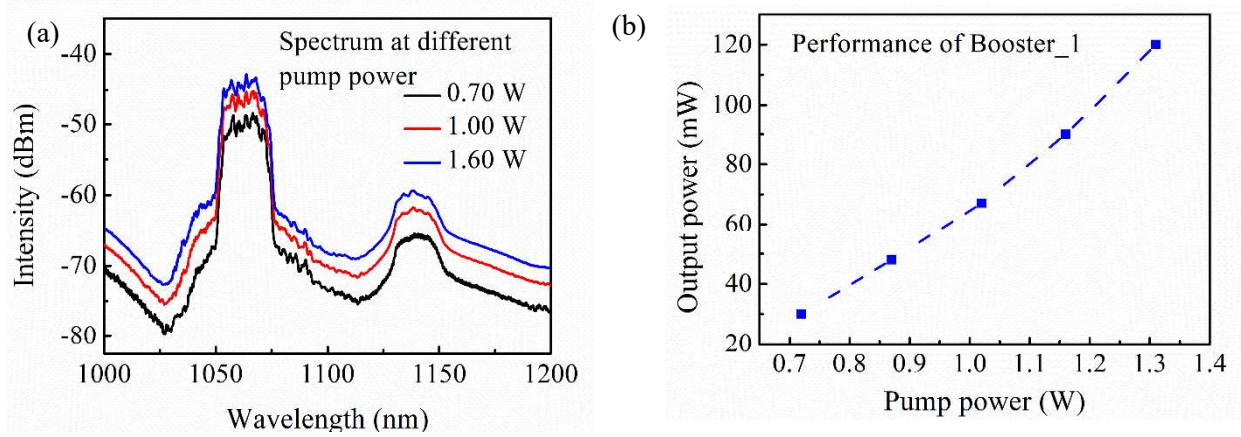 (a)
Spectrum at different
pump power
0.70 W
1.00 W
1.60 W
-40
-50
-60
-70
-80
Intensity (dBm)
1000 1050 1100 1150 1200
Wavelength (nm)
(b)
Performance of Booster_1
120
100
80
60
40
20
Output power (mW)
0.7 0.8 0.9 1.0 1.1 1.2 1.3 1.4
Pump power (W)